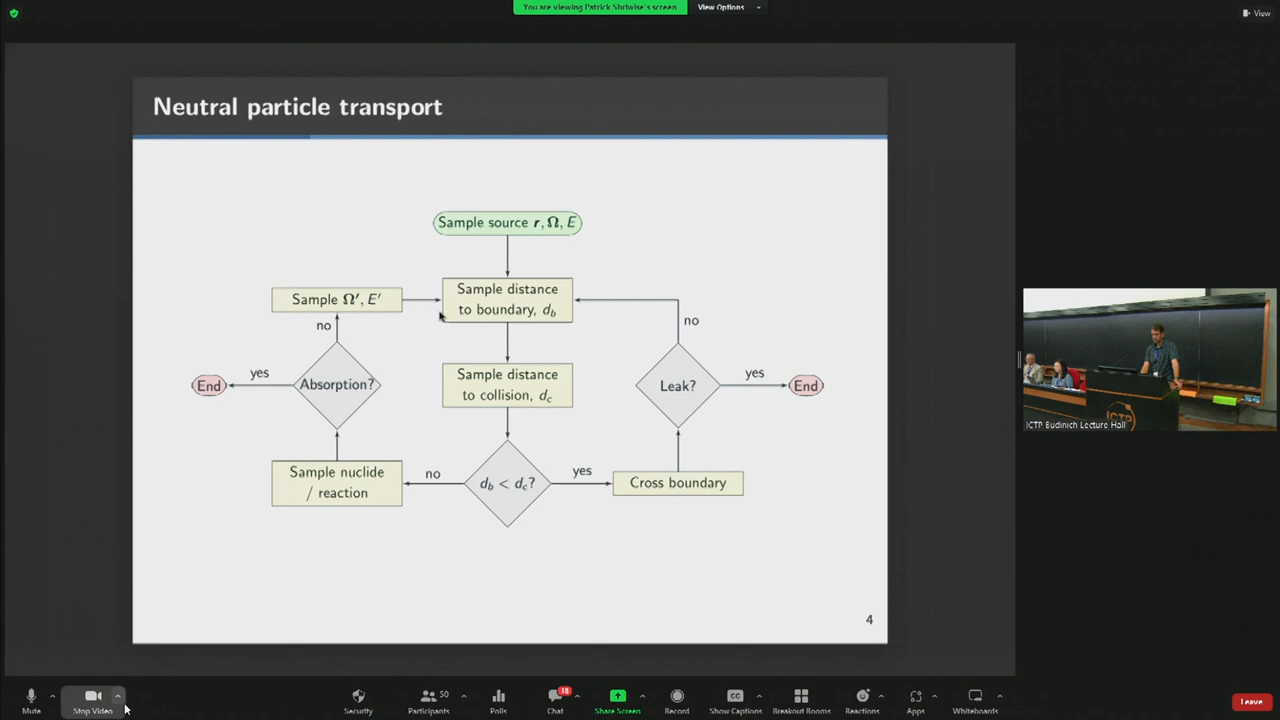 You are viewing Patrick Shriwise's screen
View Options
View
Neutral particle transport
Sample source r, Ω, E
Sample Ω′, E′
Sample distance
to boundary, d_b
no
no
yes
End
Absorption?
Sample distance
to collision, d_c
Leak?
yes
End
Sample nuclide
/ reaction
no
d_b < d_c?
yes
Cross boundary
4
ICTP
ICTP Budinich Lecture Hall
Mute
Stop Video
Security
Participants
50
Polls
Chat
18
Share Screen
Record
Show Captions
Breakout Rooms
Reactions
Apps
Whiteboards
Leave